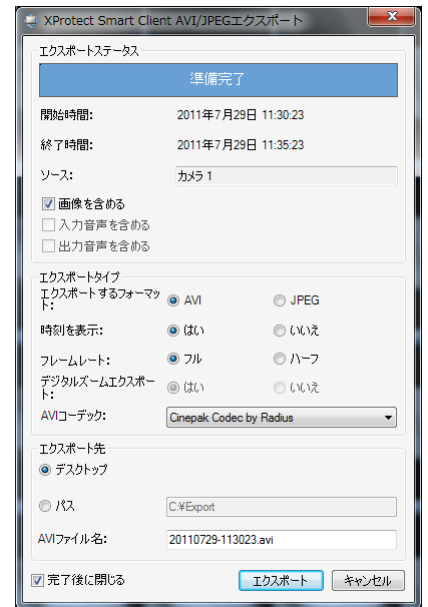 XProtect Smart Client AVI/JPEGエクスポート
エクスポートステータス
準備完了
開始時間: 2011年7月29日 11:30:23
終了時間: 2011年7月29日 11:35:23
ソース: カメラ 1
画像を含める
入力音声を含める
出力音声を含める
エクスポートタイプ
エクスポートするフォーマッ
ト: AVI JPEG
時刻を表示: はい いいえ
フレームレート: フル ハーフ
デジタルズームエクスポー
ト: はい いいえ
AVIコーデック: Cinepak Codec by Radius
エクスポート先
デスクトップ
パス C:¥Export
AVIファイル名: 20110729-113023.avi
完了後に閉じる エクスポート キャンセル